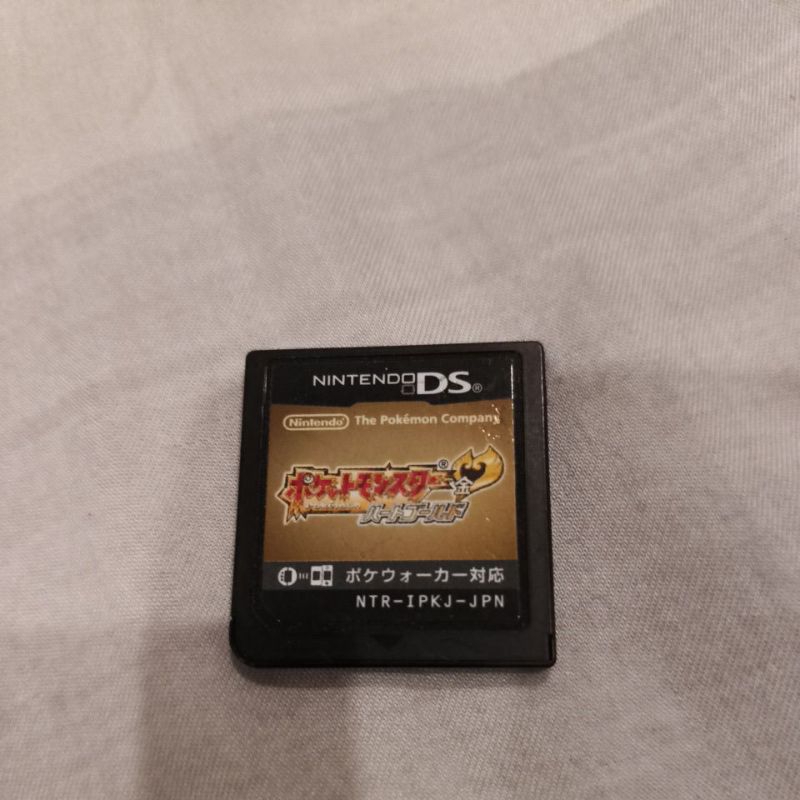 NINTENDO DS®
Nintendo® The Pokémon Company
ポケットモンスター®
金
ハートゴールド
ポケウォーカー対応
NTR-IPKJ-JPN